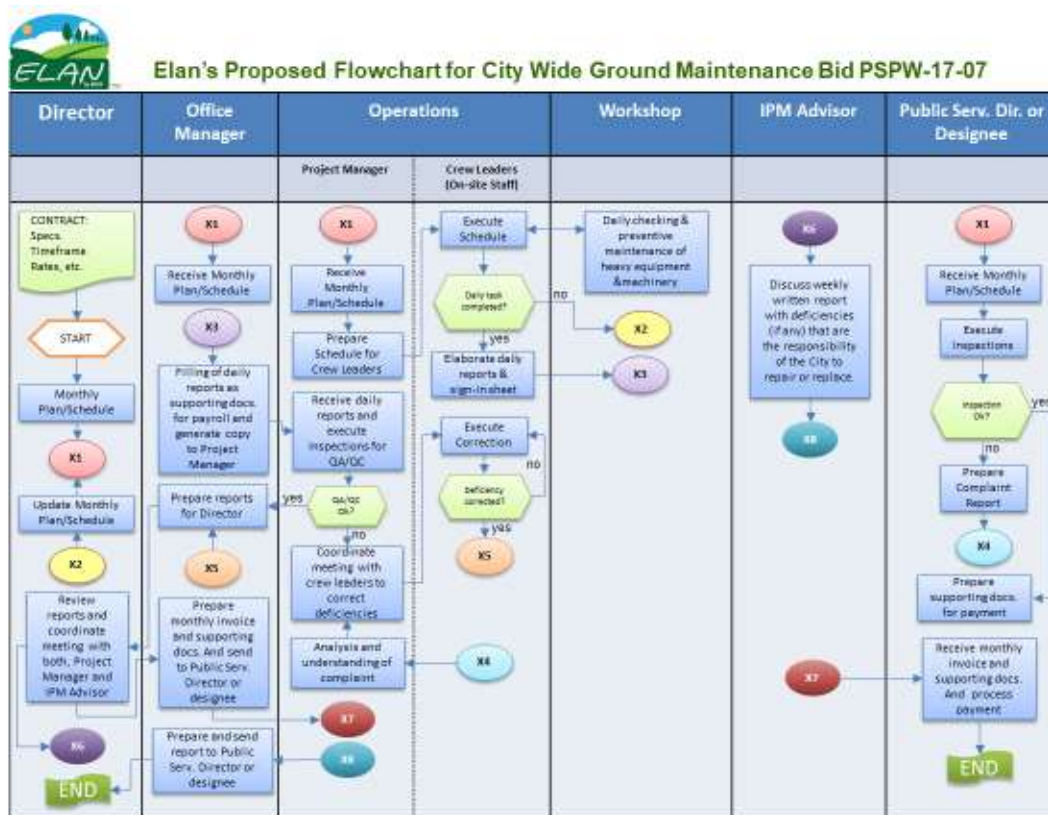 ELAN
Elan's Proposed Flowchart for City Wide Ground Maintenance Bid PSPW-17-07
Director
Office
Manager
Operations
Workshop
IPM Advisor
Public Serv. Dir. or
Designee
Project Manager
Crew Leaders
(On-site Staff)
CONTRACT:
Specs.
Timeframe
Rates, etc.
START
Monthly
Plan/Schedule
X1
Update Monthly
Plan/Schedule
X2
Review
reports and
coordinate
meeting with
both, Project
Manager and
IPM Advisor
X6
END
X1
Receive Monthly
Plan/Schedule
X3
Pilling of daily
reports as
supporting docs.
for payroll and
generate copy
to Project
Manager
Prepare reports
for Director
X5
Prepare
monthly invoice
and supporting
docs. And send
to Public Serv.
Director or
designee
Prepare and send
report to Public
Serv. Director or
designee
X1
Receive
Monthly
Plan/Schedule
Prepare
Schedule for
Crew Leaders
Receive daily
reports and
execute
inspections for
QA/QC
yes
QA/QC
Ok?
no
Coordinate
meeting with
crew leaders to
correct
deficiencies
Analysis and
understanding of
complaint
X7
X8
Execute
Schedule
Daily task
completed?
no
yes
Elaborate daily
reports &
sign-in sheet
Execute
Correction
no
Deficiency
corrected?
yes
X5
X4
Daily checking &
preventive
maintenance of
heavy equipment
& machinery
X2
X3
X6
Discuss weekly
written report
with deficiencies
(if any) that are
the responsibility
of the City to
repair or replace.
X8
X7
X1
Receive Monthly
Plan/Schedule
Execute
Inspections
Inspection
Ok?
yes
no
Prepare
Complaint
Report
X4
Prepare
supporting docs.
for payment
Receive monthly
invoice and
supporting docs.
And process
payment
END